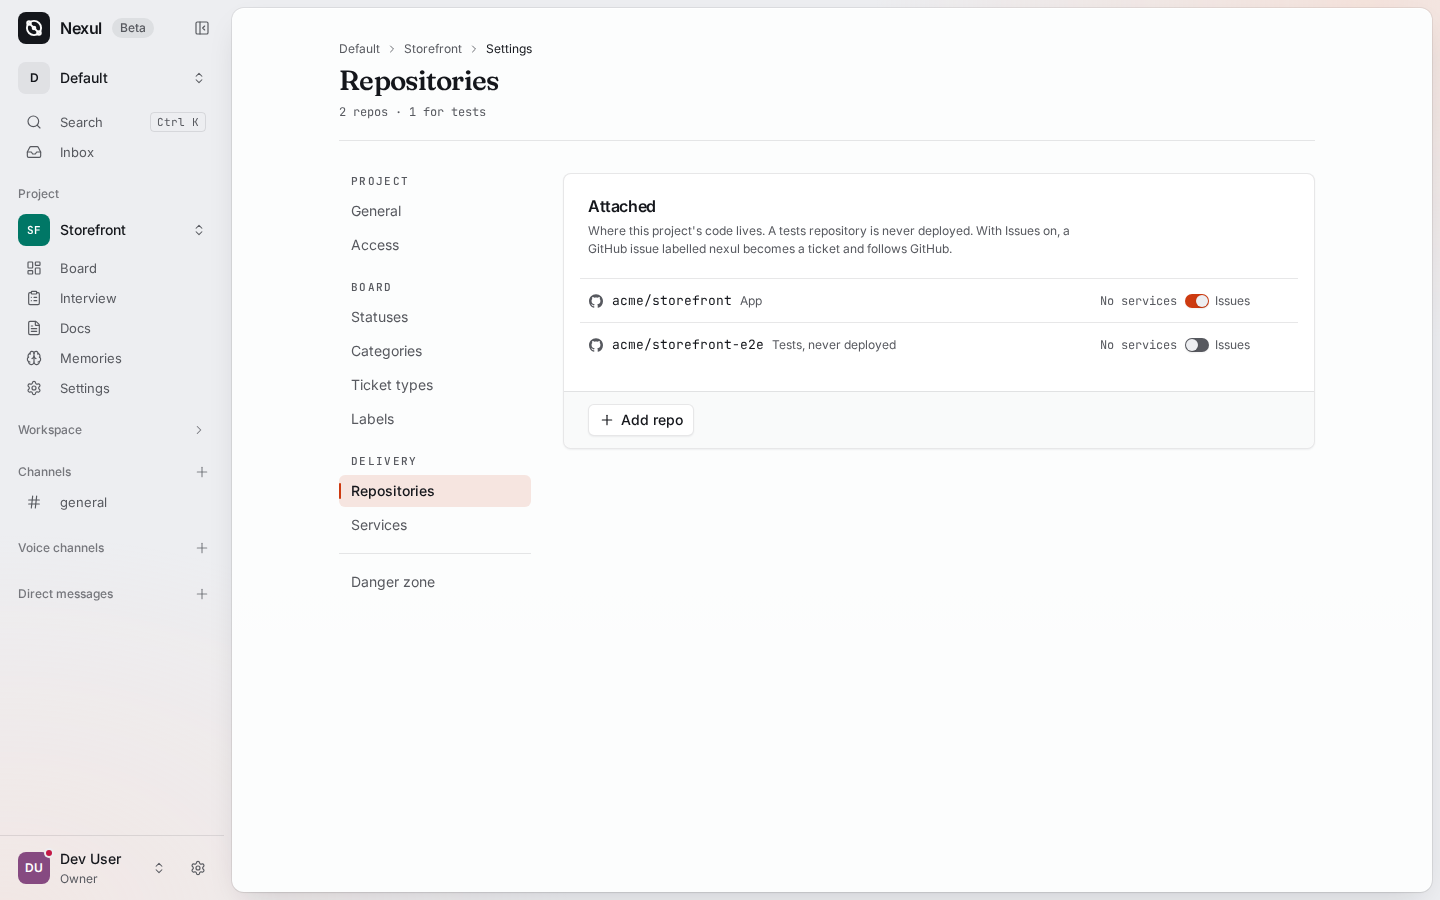 Nexul Beta
Default
Search Ctrl K
Inbox
Project
SF Storefront
Board
Interview
Docs
Memories
Settings
Workspace
Channels
general
Voice channels
Direct messages
DU Dev User
Owner
Default > Storefront > Settings
Repositories
2 repos · 1 for tests
PROJECT
General
Access
BOARD
Statuses
Categories
Ticket types
Labels
DELIVERY
Repositories
Services
Danger zone
Attached
Where this project's code lives. A tests repository is never deployed. With Issues on, a
GitHub issue labelled nexul becomes a ticket and follows GitHub.
acme/storefront App No services Issues
acme/storefront-e2e Tests, never deployed No services Issues
+ Add repo